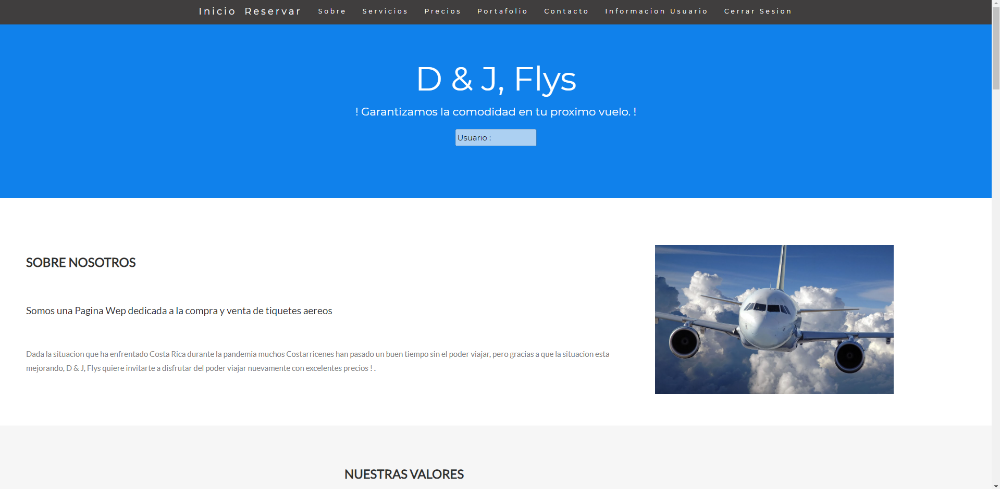 Inicio Reservar Sobre Servicios Precios Portafolio Contacto Informacion Usuario Cerrar Sesion
D & J, Flys
! Garantizamos la comodidad en tu proximo vuelo. !
Usuario :
SOBRE NOSOTROS
Somos una Pagina Wep dedicada a la compra y venta de tiquetes aereos
Dada la situacion que ha enfrentado Costa Rica durante la pandemia muchos Costarricenes han pasado un buen tiempo sin el poder viajar, pero gracias a que la situacion esta
mejorando, D & J, Flys quiere invitarte a disfrutar del poder viajar nuevamente con excelentes precios ! .
NUESTRAS VALORES